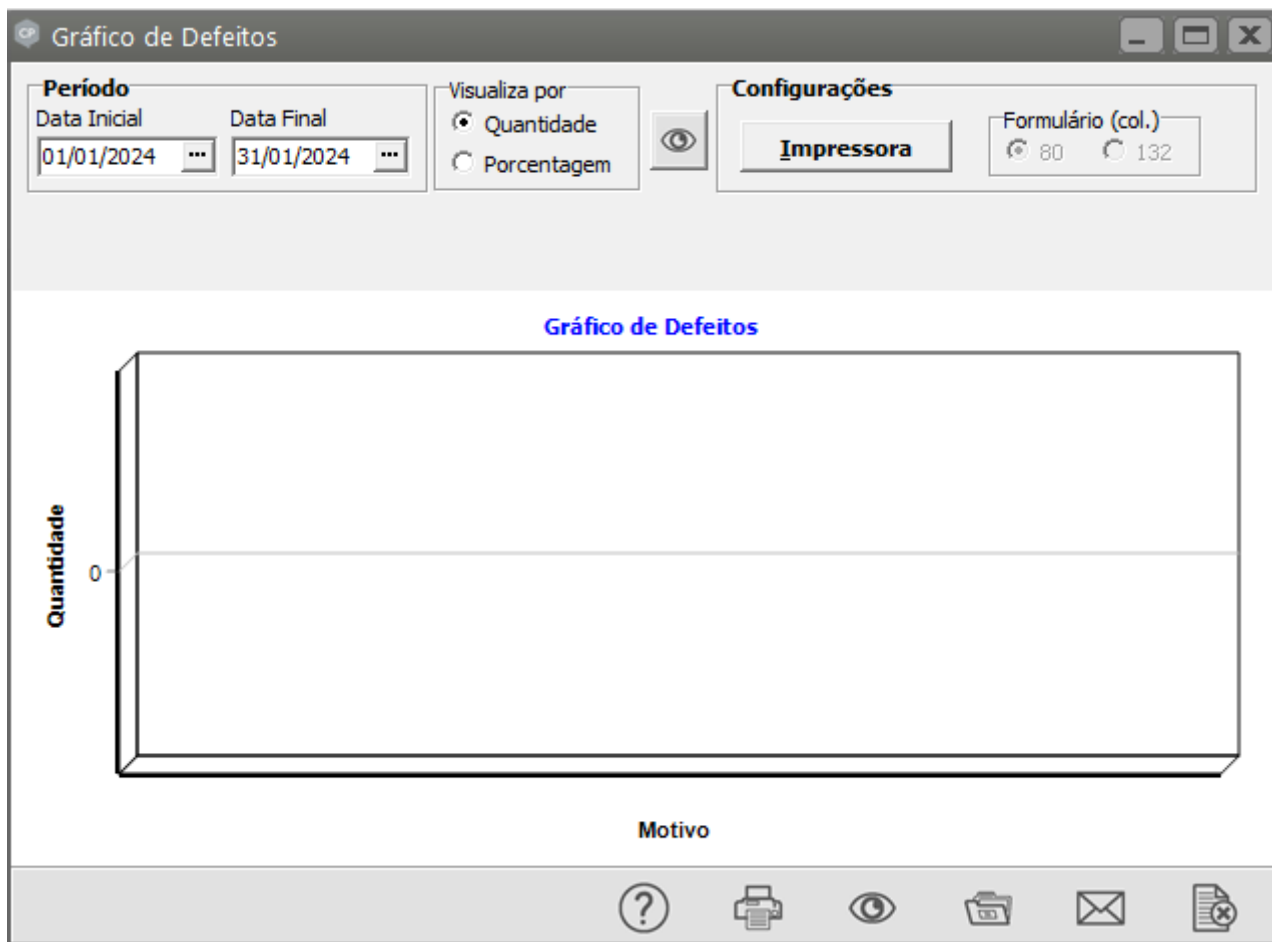 CP Gráfico de Defeitos
Período
Data Inicial Data Final
01/01/2024 ... 31/01/2024 ...
Visualiza por
Quantidade
Porcentagem
Configurações
Impressora
Formulário (col.)
80 132
Gráfico de Defeitos
Quantidade
0
Motivo
?